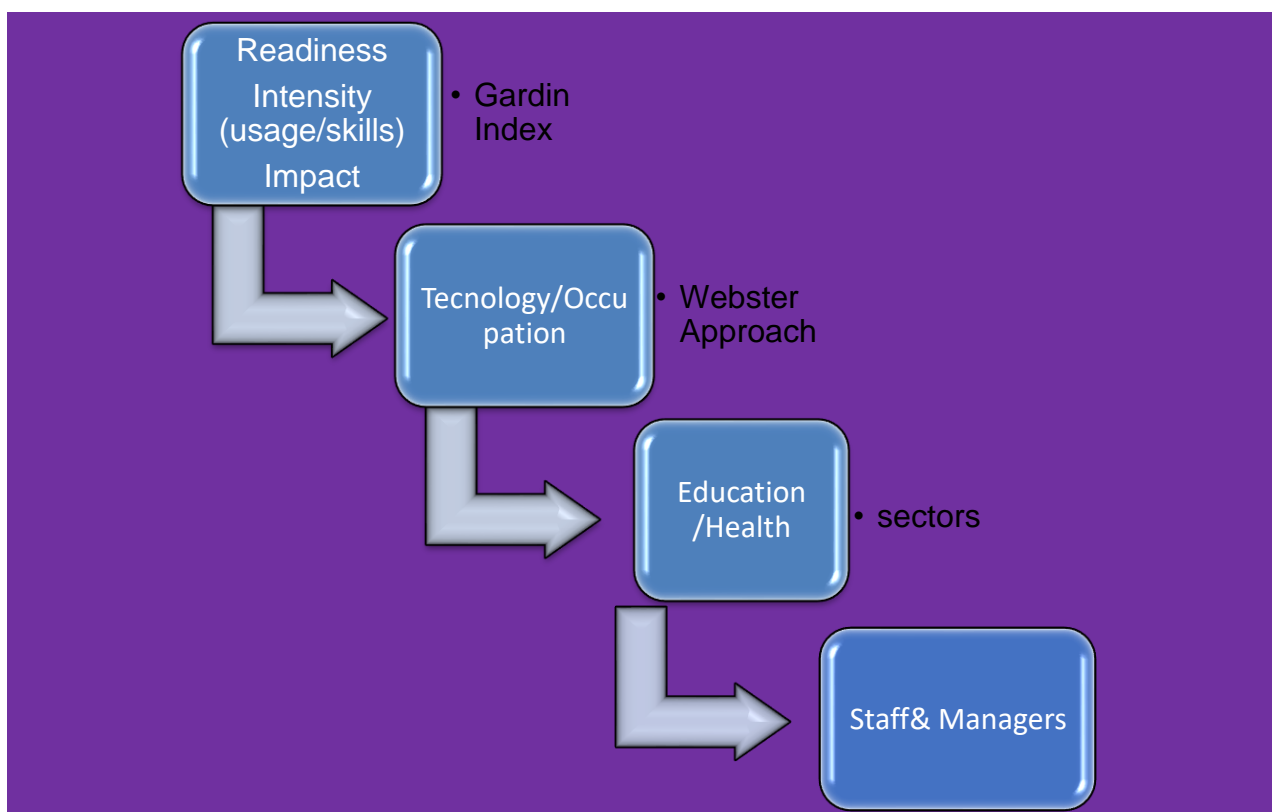 Readiness
Intensity
(usage/skills)
Impact
• Gardin
Index
Tecnology/Occu
pation
• Webster
Approach
Education
/Health
• sectors
Staff& Managers